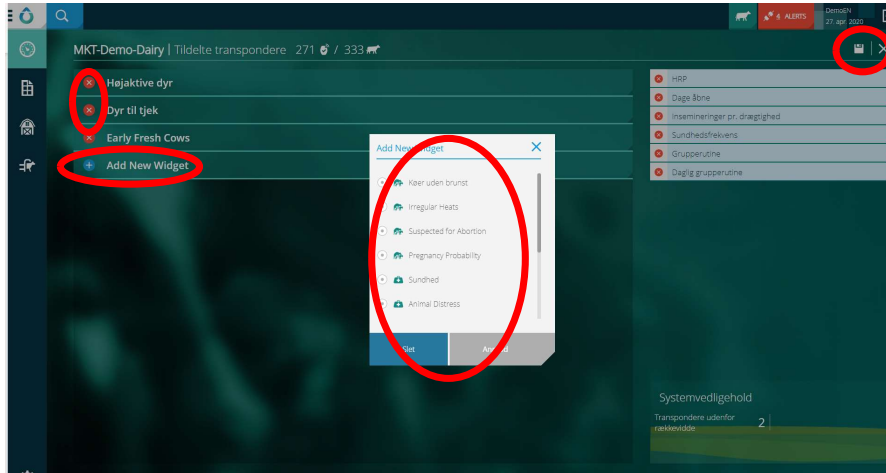 4 ALERTS
DemoEN
27. apr. 2020
MKT-Demo-Dairy | Tildelte transpondere 271 / 333
Højaktive dyr
Dyr til tjek
Early Fresh Cows
Add New Widget
HRP
Dage åbne
Insemineringer pr. drægtighed
Sundhedsfrekvens
Grupperutine
Daglig grupperutine
Add New Widget
Køer uden brunst
Irregular Heats
Suspected for Abortion
Pregnancy Probability
Sundhed
Animal Distress
Slet
Systemvedligehold
Transpondere udenfor
rækkevidde
2